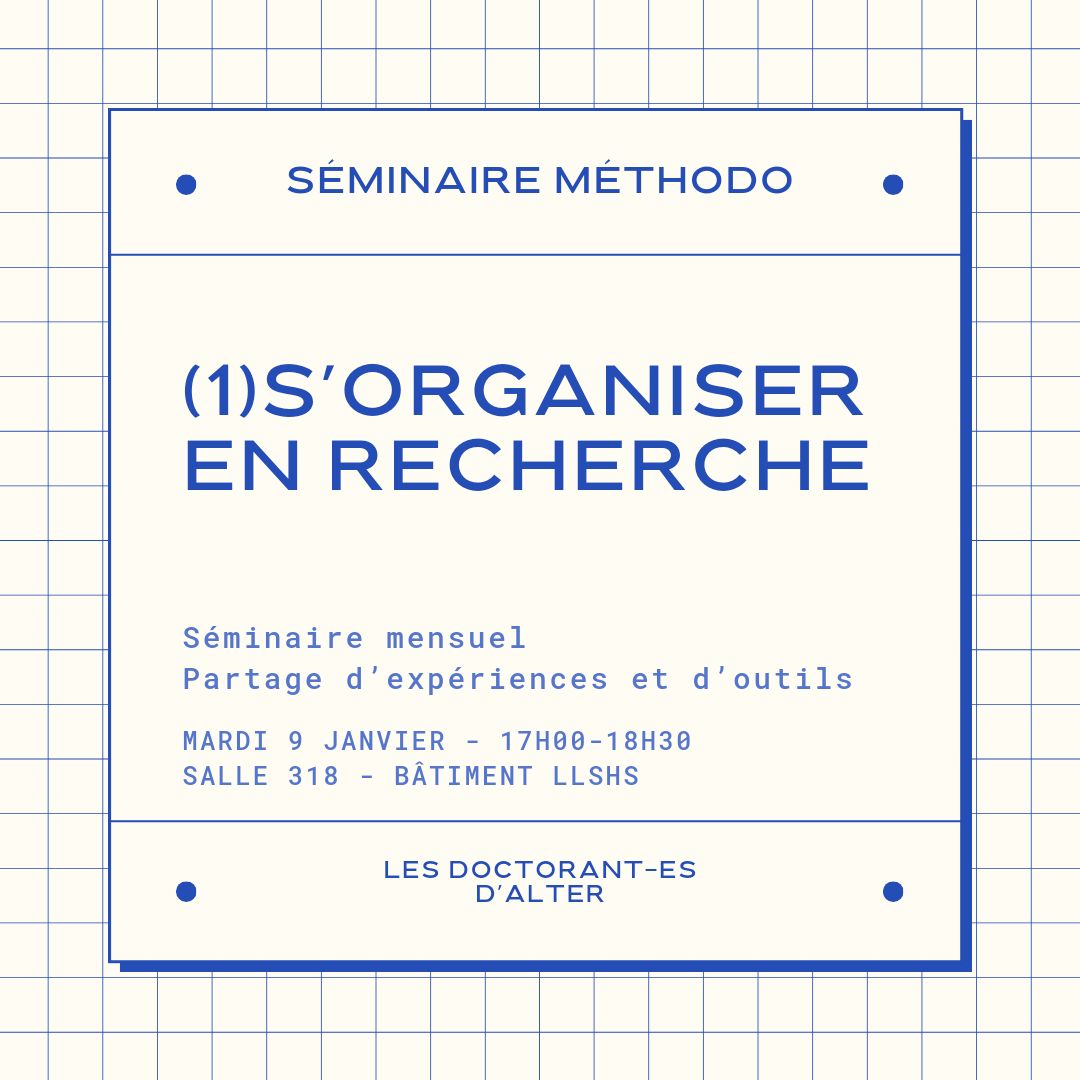 SÉMINAIRE MÉTHODO
(1)S'ORGANISER
EN RECHERCHE
Séminaire mensuel
Partage d'expériences et d'outils
MARDI 9 JANVIER - 17H00-18H30
SALLE 318 - BÂTIMENT LLSHS
LES DOCTORANT-ES
D'ALTER